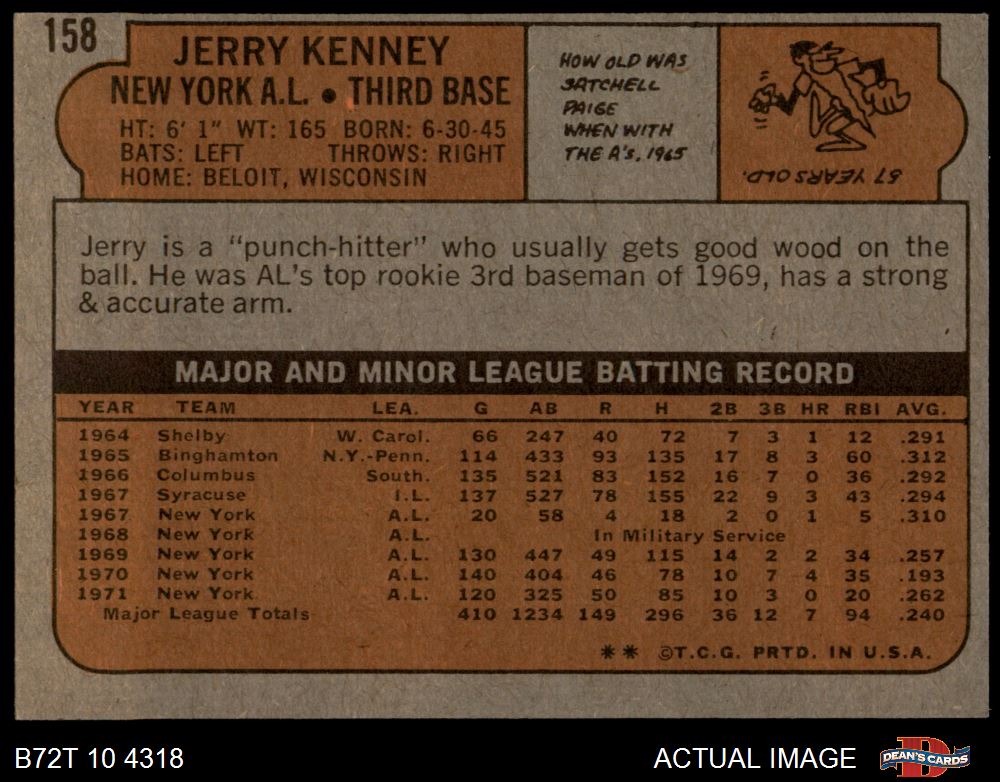 158
JERRY KENNEY
NEW YORK A.L. • THIRD BASE
HT: 6' 1" WT: 165 BORN: 6-30-45
BATS: LEFT THROWS: RIGHT
HOME: BELOIT, WISCONSIN
HOW OLD WAS
SATCHELL
PAIGE
WHEN WITH
THE A's, 1965
57 YEARS OLD.
Jerry is a "punch-hitter" who usually gets good wood on the
ball. He was AL's top rookie 3rd baseman of 1969, has a strong
& accurate arm.
MAJOR AND MINOR LEAGUE BATTING RECORD
YEAR TEAM LEA. G AB R H 2B 3B HR RBI AVG.
1964 Shelby W. Carol. 66 247 40 72 7 3 1 12 .291
1965 Binghamton N.Y.-Penn. 114 433 93 135 17 8 3 60 .312
1966 Columbus South. 135 521 83 152 16 7 0 36 .292
1967 Syracuse I.L. 137 527 78 155 22 9 3 43 .294
1967 New York A.L. 20 58 4 18 2 0 1 5 .310
1968 New York A.L. In Military Service
1969 New York A.L. 130 447 49 115 14 2 2 34 .257
1970 New York A.L. 140 404 46 78 10 7 4 35 .193
1971 New York A.L. 120 325 50 85 10 3 0 20 .262
Major League Totals 410 1234 149 296 36 12 7 94 .240
** ©T.C.G. PRTD. IN U.S.A.
B72T 10 4318
ACTUAL IMAGE
D
DEAN'S CARDS